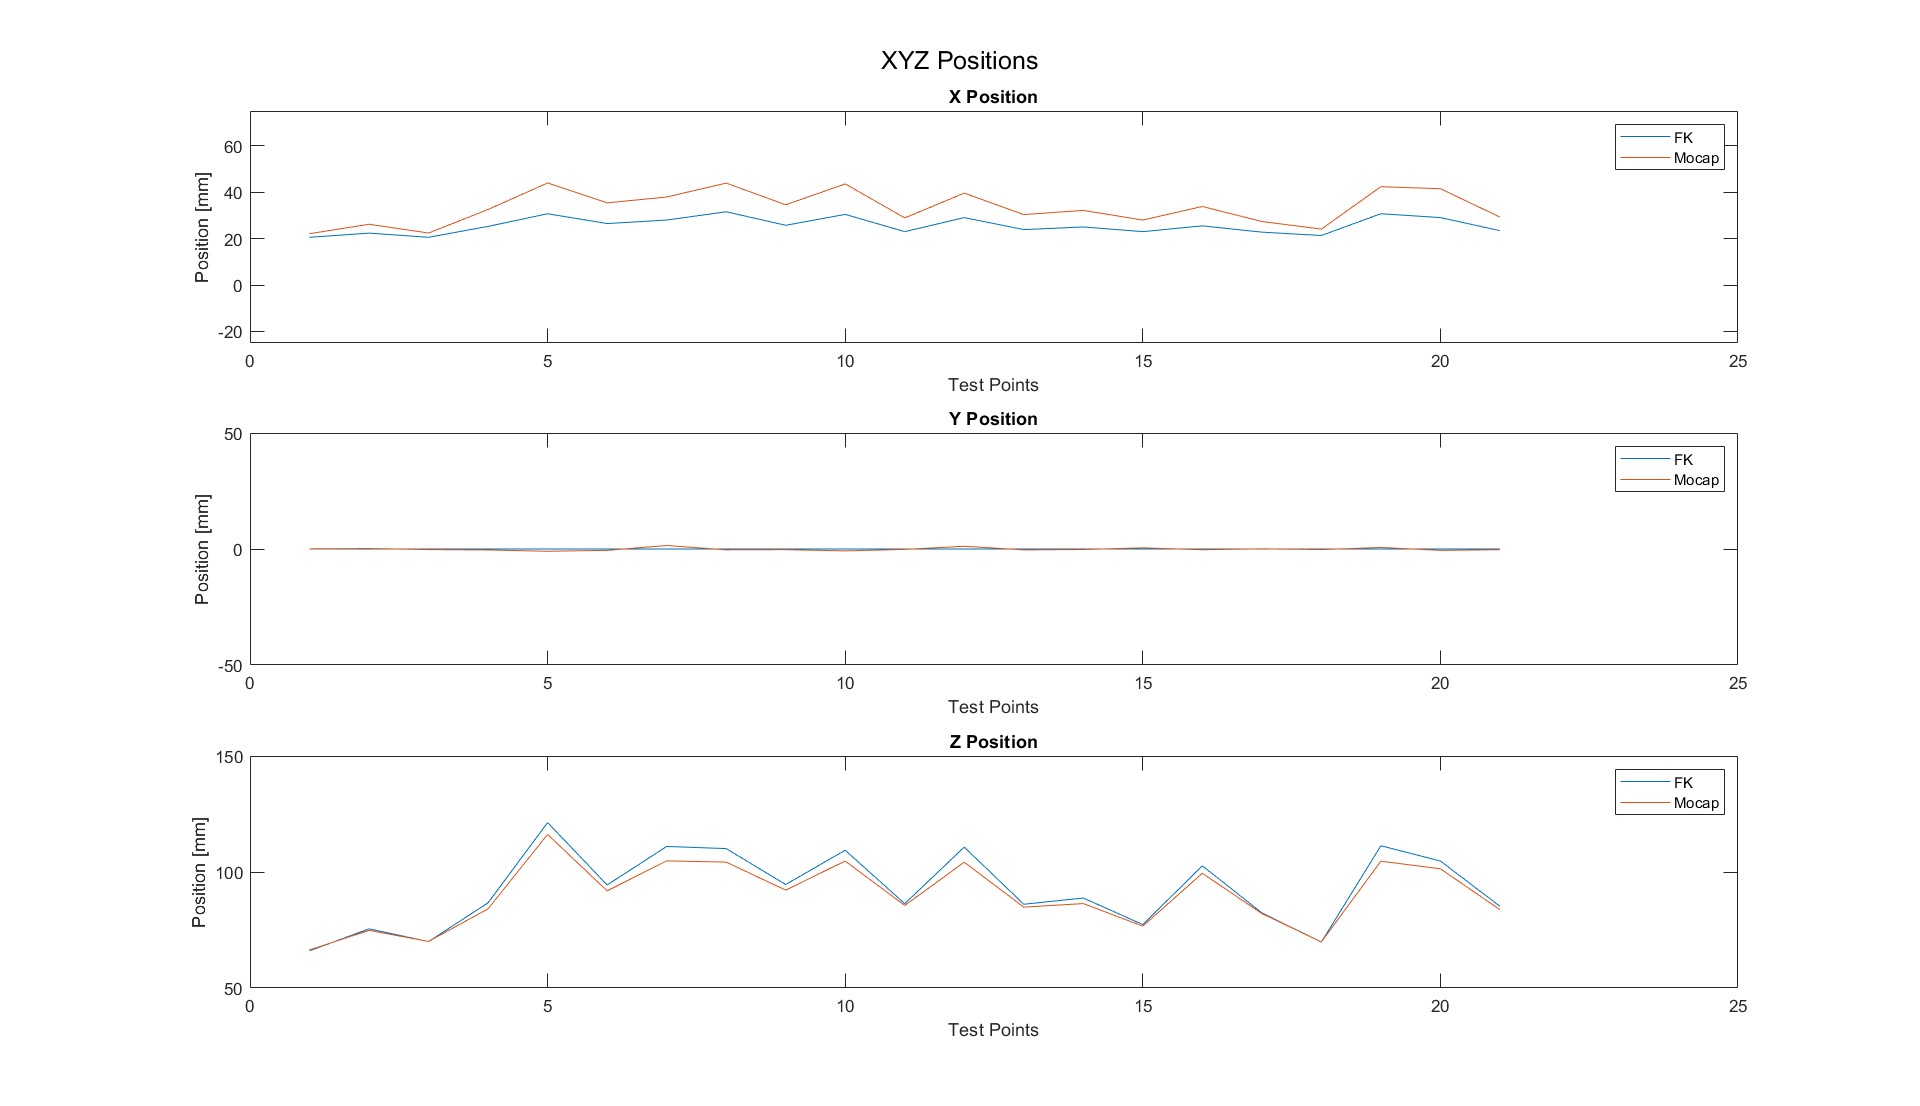 XYZ Positions
X Position
60
40
20
0
-20
Position [mm]
FK
Mocap
0 5 10 15 20 25
Test Points
Y Position
50
0
-50
Position [mm]
FK
Mocap
0 5 10 15 20 25
Test Points
Z Position
150
100
50
Position [mm]
FK
Mocap
0 5 10 15 20 25
Test Points